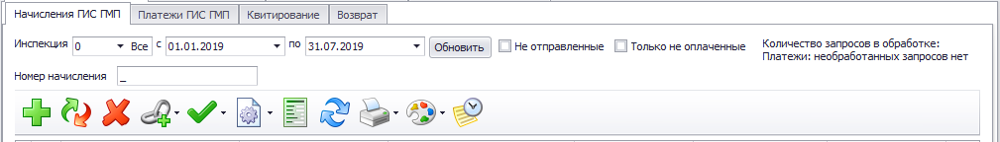 Начисления ГИС ГМП Платежи ГИС ГМП Квитирование Возврат
Инспекция 0 Все с 01.01.2019 по 31.07.2019 Обновить Не отправленные Только не оплаченные Количество запросов в обработке:
Платежи: необработанных запросов нет
Номер начисления _